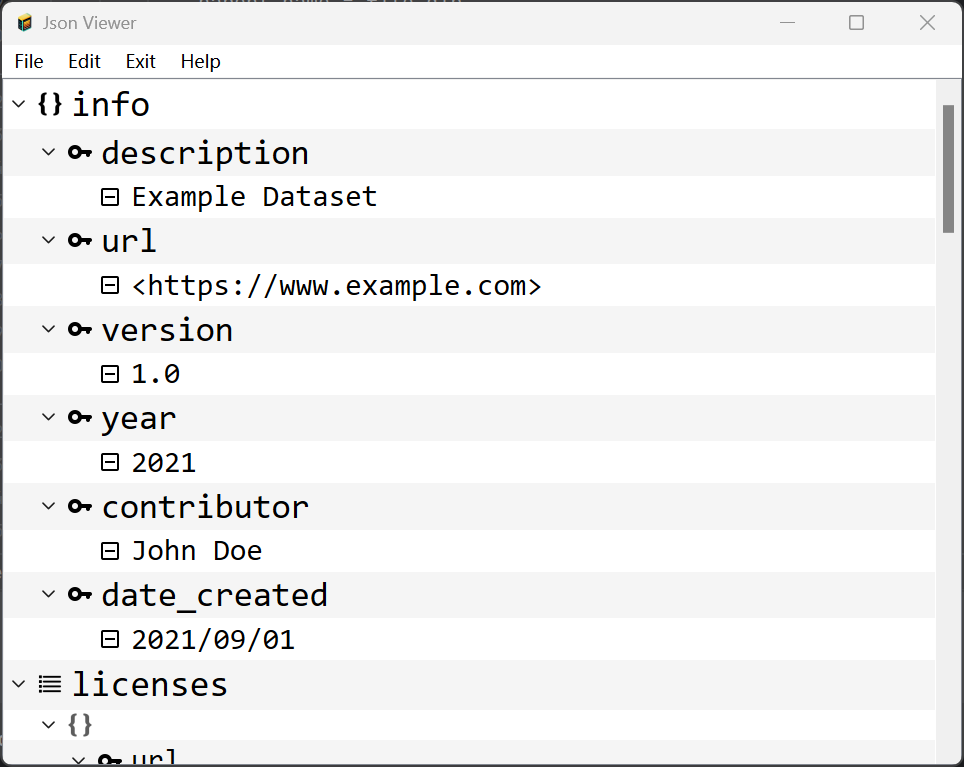 Json Viewer
File Edit Exit Help
{} info
description
Example Dataset
url
<https://www.example.com>
version
1.0
year
2021
contributor
John Doe
date_created
2021/09/01
licenses
{}
url